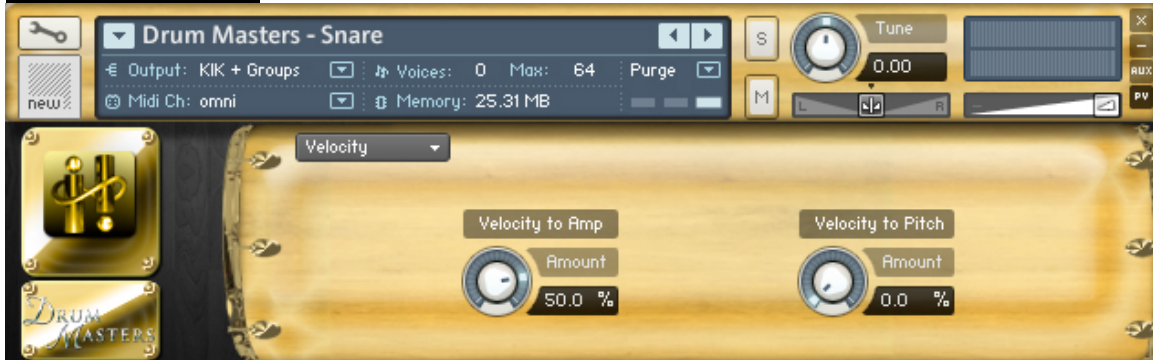 Drum Masters - Snare
S
Tune
Output: KIK + Groups
Voices: 0 Max: 64
Purge
0.00
AUX
new
Midi Ch: omni
Memory: 25.31 MB
M
L
R
PV
Velocity
Velocity to Amp
Velocity to Pitch
Amount
Amount
50.0 %
0.0 %
DRUM
MASTERS